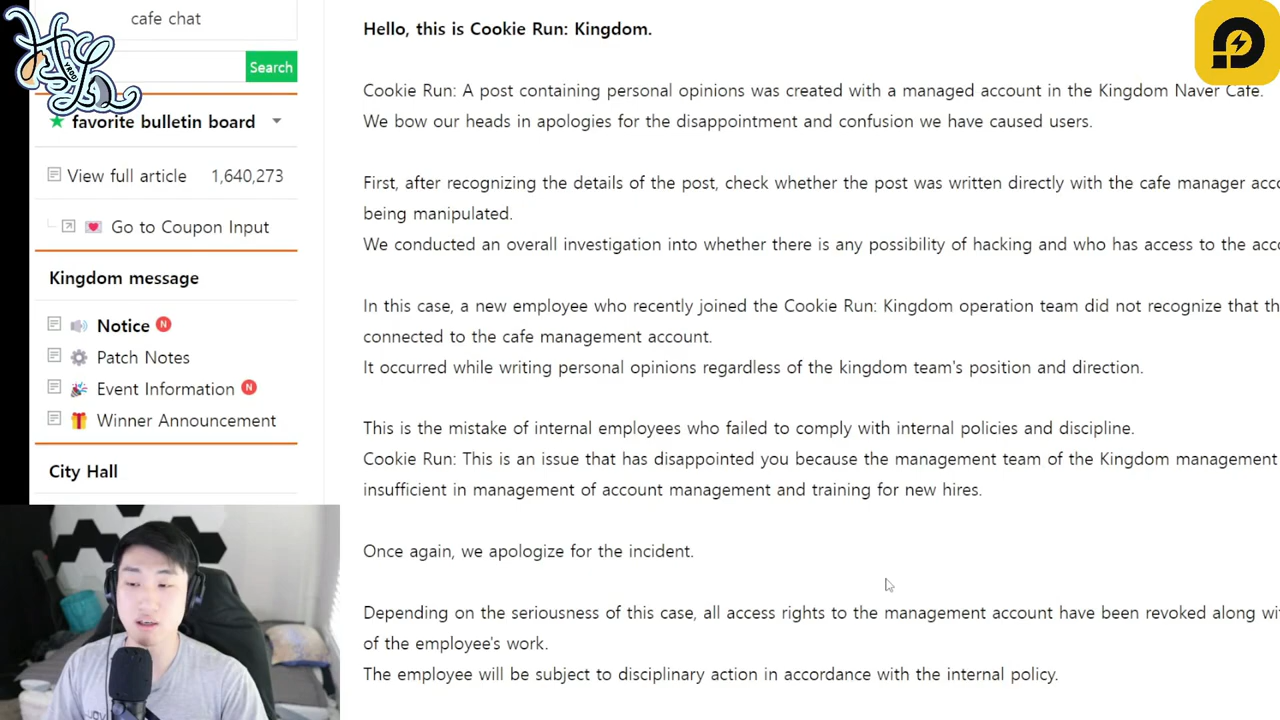 cafe chat
Search
favorite bulletin board
View full article 1,640,273
Go to Coupon Input
Kingdom message
Notice N
Patch Notes
Event Information N
Winner Announcement
City Hall
Hello, this is Cookie Run: Kingdom.
Cookie Run: A post containing personal opinions was created with a managed account in the Kingdom Naver Cafe.
We bow our heads in apologies for the disappointment and confusion we have caused users.
First, after recognizing the details of the post, check whether the post was written directly with the cafe manager acc
being manipulated.
We conducted an overall investigation into whether there is any possibility of hacking and who has access to the acc
In this case, a new employee who recently joined the Cookie Run: Kingdom operation team did not recognize that th
connected to the cafe management account.
It occurred while writing personal opinions regardless of the kingdom team's position and direction.
This is the mistake of internal employees who failed to comply with internal policies and discipline.
Cookie Run: This is an issue that has disappointed you because the management team of the Kingdom management
insufficient in management of account management and training for new hires.
Once again, we apologize for the incident.
Depending on the seriousness of this case, all access rights to the management account have been revoked along wi
of the employee's work.
The employee will be subject to disciplinary action in accordance with the internal policy.